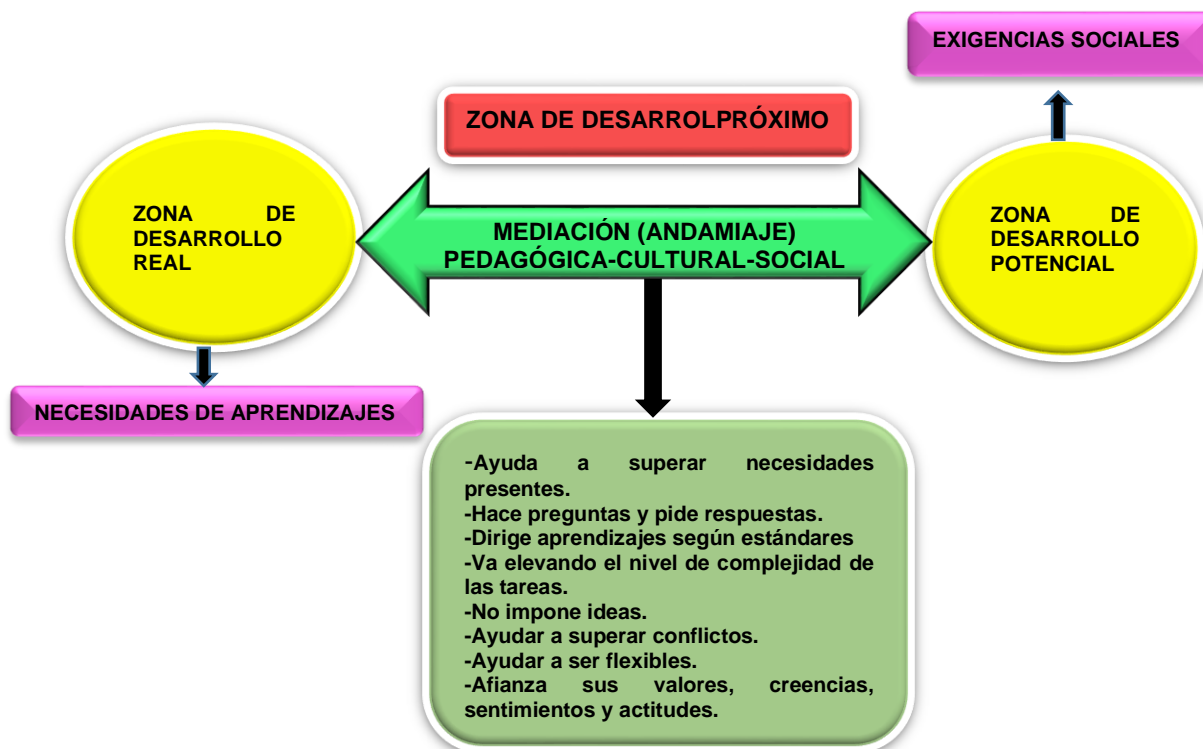 EXIGENCIAS SOCIALES
ZONA DE DESARROLPRÓXIMO
ZONA DE
DESARROLLO
REAL
MEDIACIÓN (ANDAMIAJE)
PEDAGÓGICA-CULTURAL-SOCIAL
ZONA DE
DESARROLLO
POTENCIAL
NECESIDADES DE APRENDIZAJES
-Ayuda a superar necesidades
presentes.
-Hace preguntas y pide respuestas.
-Dirige aprendizajes según estándares
-Va elevando el nivel de complejidad de
las tareas.
-No impone ideas.
-Ayudar a superar conflictos.
-Ayudar a ser flexibles.
-Afianza sus valores, creencias,
sentimientos y actitudes.